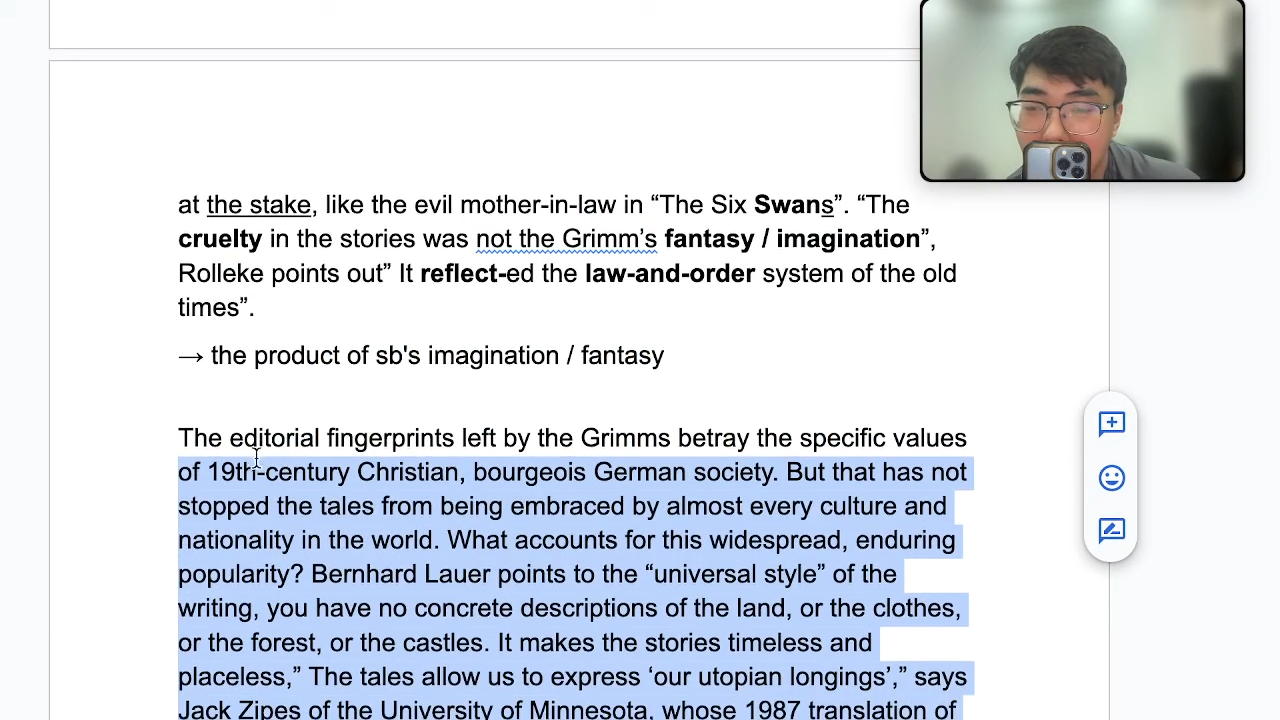 at the stake, like the evil mother-in-law in “The Six Swans”. “The
cruelty in the stories was not the Grimm’s fantasy / imagination”,
Rolleke points out” It reflect-ed the law-and-order system of the old
times”.
→ the product of sb's imagination / fantasy
The editorial fingerprints left by the Grimms betray the specific values
of 19th-century Christian, bourgeois German society. But that has not
stopped the tales from being embraced by almost every culture and
nationality in the world. What accounts for this widespread, enduring
popularity? Bernhard Lauer points to the “universal style” of the
writing, you have no concrete descriptions of the land, or the clothes,
or the forest, or the castles. It makes the stories timeless and
placeless,” The tales allow us to express ‘our utopian longings’,” says
Jack Zipes of the University of Minnesota, whose 1987 translation of